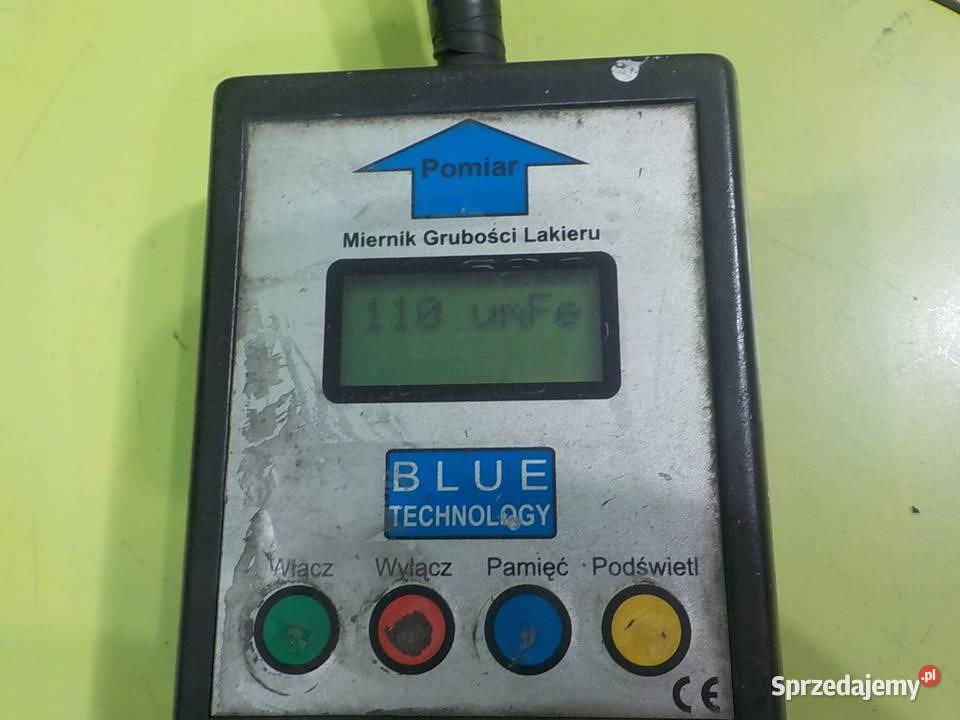 Pomiar
Miernik Grubości Lakieru
110 umFe
BLUE
TECHNOLOGY
Włącz Wyłącz Pamięć Podświetl
CE
Sprzedajemy.pl